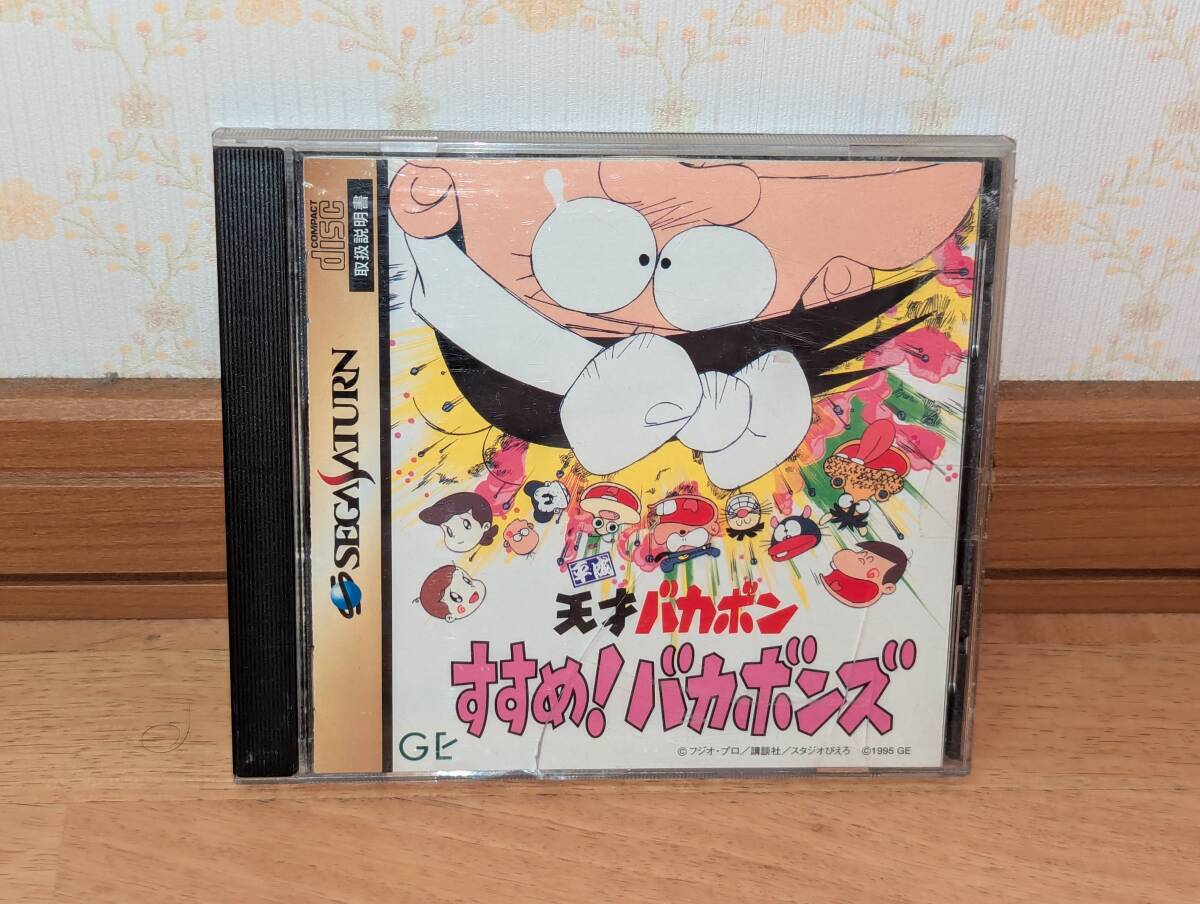 COMPACT
disc
取扱説明書
SEGA SATURN
平成
天才バカボン
すすめ!バカボンズ
GE
©フジオ・プロ/講談社/スタジオぴえろ ©1995 GE